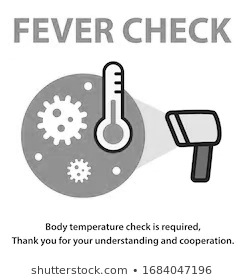 FEVER CHECK
Body temperature check is required,
Thank you for your understanding and cooperation.
shutterstock.com • 1684047196